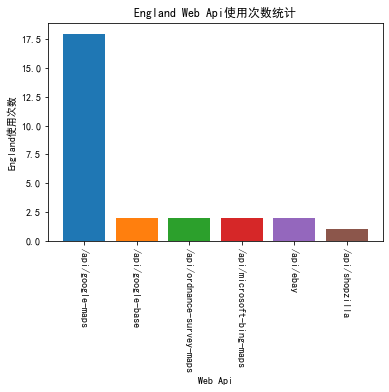 England Web Api使用次数统计
England使用次数
17.5
15.0
12.5
10.0
7.5
5.0
2.5
0.0
/api/google-maps
/api/google-base
/api/ordnance-survey-maps
/api/microsoft-bing-maps
/api/ebay
/api/shopzilla
Web Api